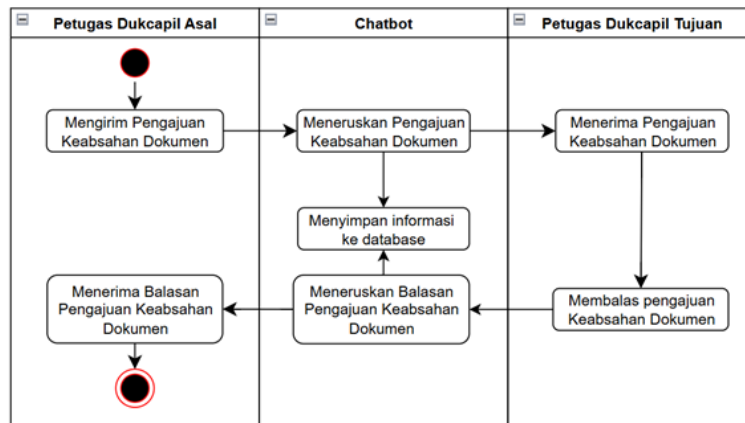 Petugas Dukcapil Asal
Chatbot
Petugas Dukcapil Tujuan
Mengirim Pengajuan
Keabsahan Dokumen
Meneruskan Pengajuan
Keabsahan Dokumen
Menerima Pengajuan
Keabsahan Dokumen
Menyimpan informasi
ke database
Menerima Balasan
Pengajuan Keabsahan
Dokumen
Meneruskan Balasan
Pengajuan Keabsahan
Dokumen
Membalas pengajuan
Keabsahan Dokumen